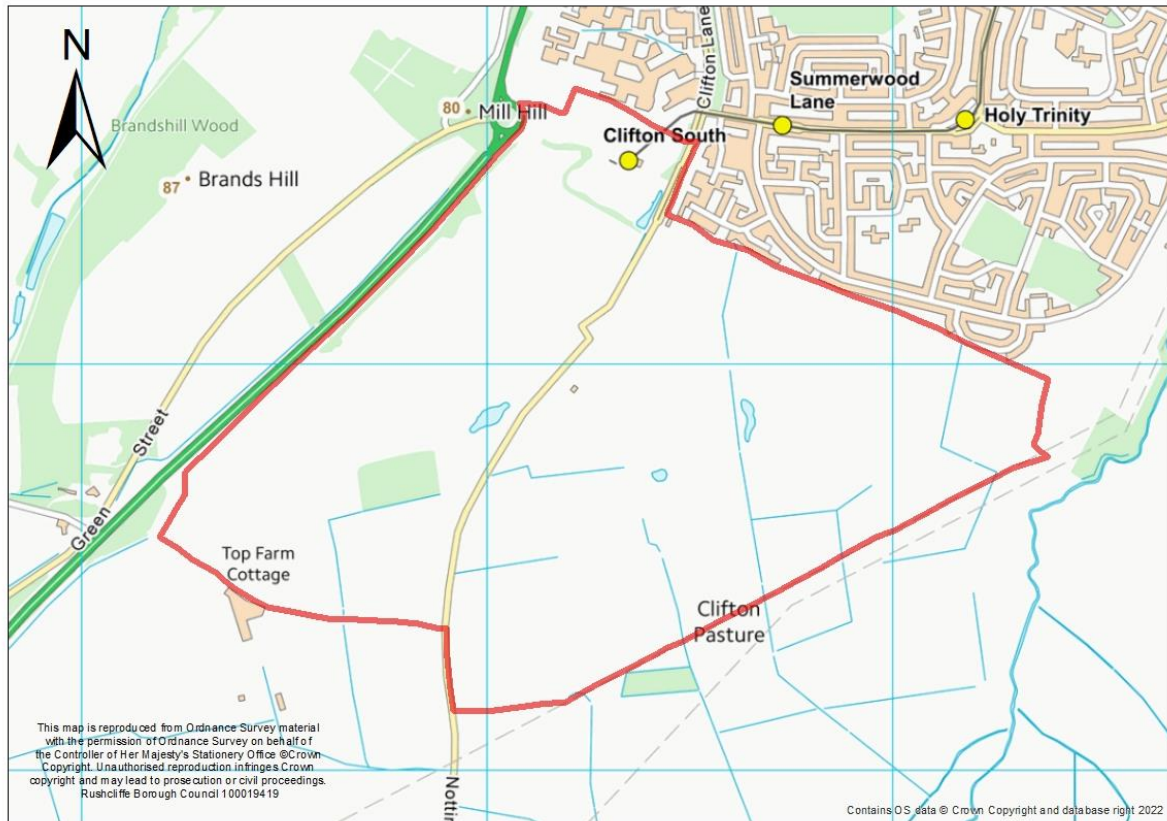 N
Clifton Lane
Summerwood
Lane
80
Mill Hill
Holy Trinity
Brandshill Wood
Clifton South
87
Brands Hill
Street
Green
Top Farm
Cottage
Clifton
Pasture
This map is reproduced from Ordnance Survey material
with the permission of Ordnance Survey on behalf of
the Controller of Her Majesty's Stationery Office ©Crown
Copyright. Unauthorised reproduction infringes Crown
copyright and may lead to prosecution or civil proceedings.
Rushcliffe Borough Council 100019419
Nottin
Contains OS data © Crown Copyright and database right 2022